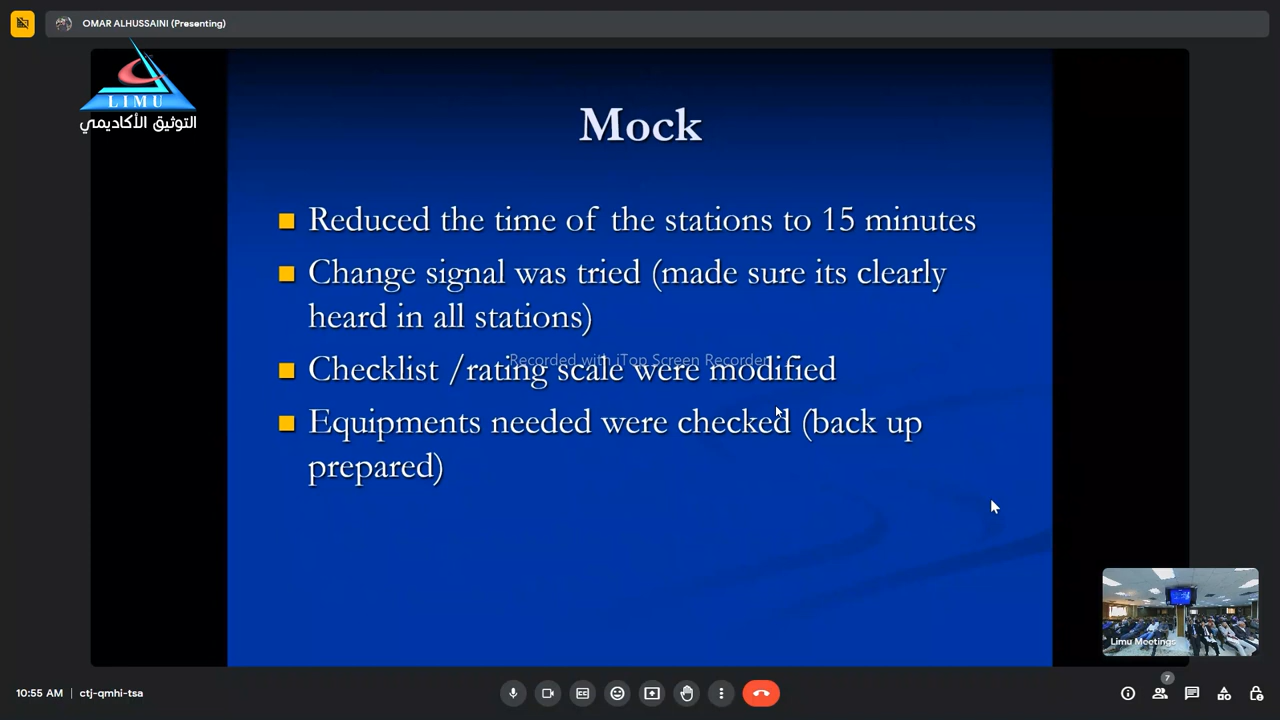 OMAR ALHUSSAINI (Presenting)
LIMU
التوثيق الأكاديمي
Mock
Reduced the time of the stations to 15 minutes
Change signal was tried (made sure its clearly
heard in all stations)
Recorded with iTop Screen Recorder
Checklist /rating scale were modified
Equipments needed were checked (back up
prepared)
Limu Meetings
7
10:55 AM | ctj-qmhi-tsa